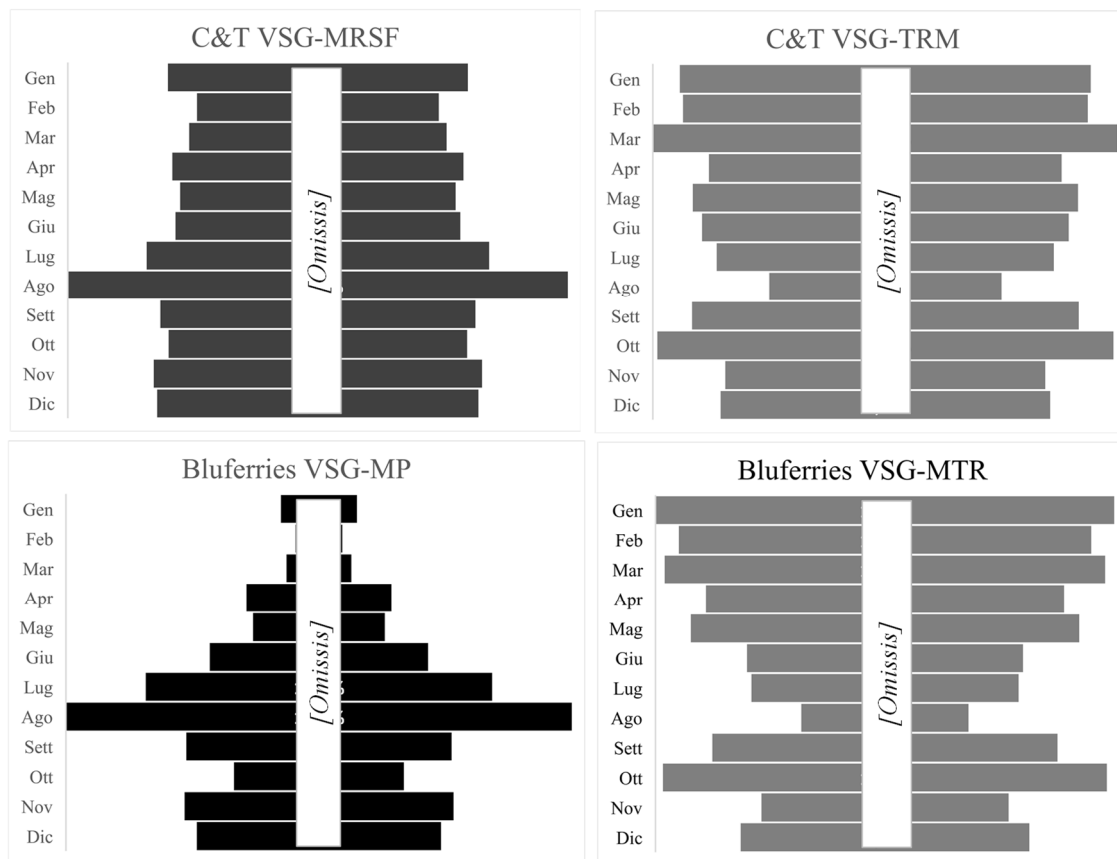 C&T VSG-MRSF
Gen
Feb
Mar
Apr
Mag
Giu
Lug
Ago
Sett
Ott
Nov
Dic
[Omissis]
C&T VSG-TRM
Gen
Feb
Mar
Apr
Mag
Giu
Lug
Ago
Sett
Ott
Nov
Dic
[Omissis]
Bluferries VSG-MP
Gen
Feb
Mar
Apr
Mag
Giu
Lug
Ago
Sett
Ott
Nov
Dic
[Omissis]
Bluferries VSG-MTR
Gen
Feb
Mar
Apr
Mag
Giu
Lug
Ago
Sett
Ott
Nov
Dic
[Omissis]